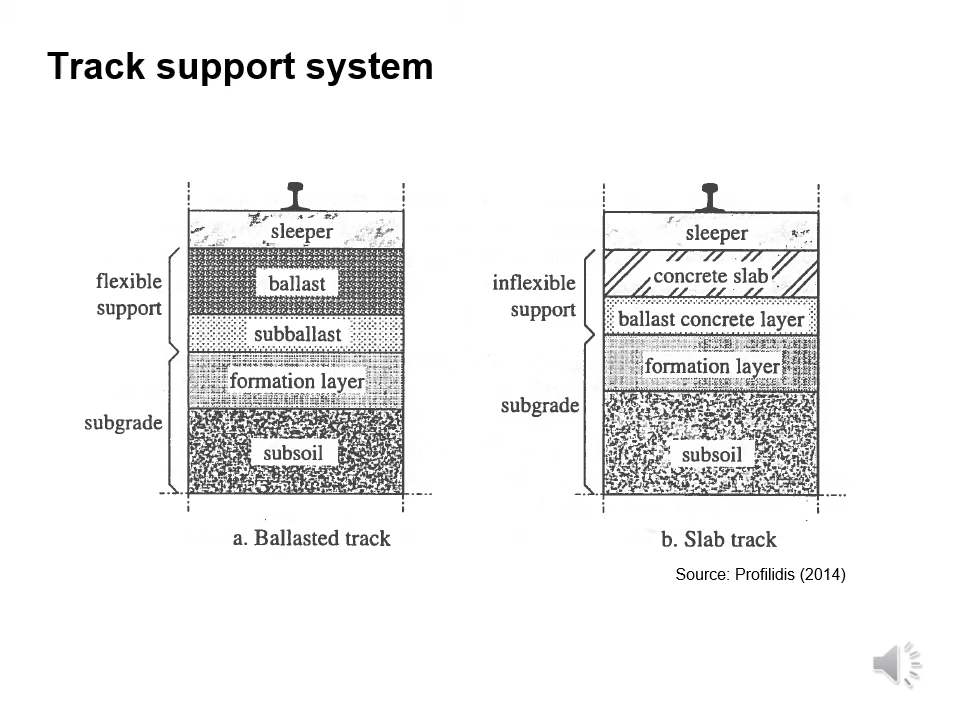 Track support system
sleeper
flexible
support
ballast
subballast
formation layer
subgrade
subsoil
a. Ballasted track
sleeper
inflexible
support
concrete slab
ballast concrete layer
formation layer
subgrade
subsoil
b. Slab track
Source: Profilidis (2014)